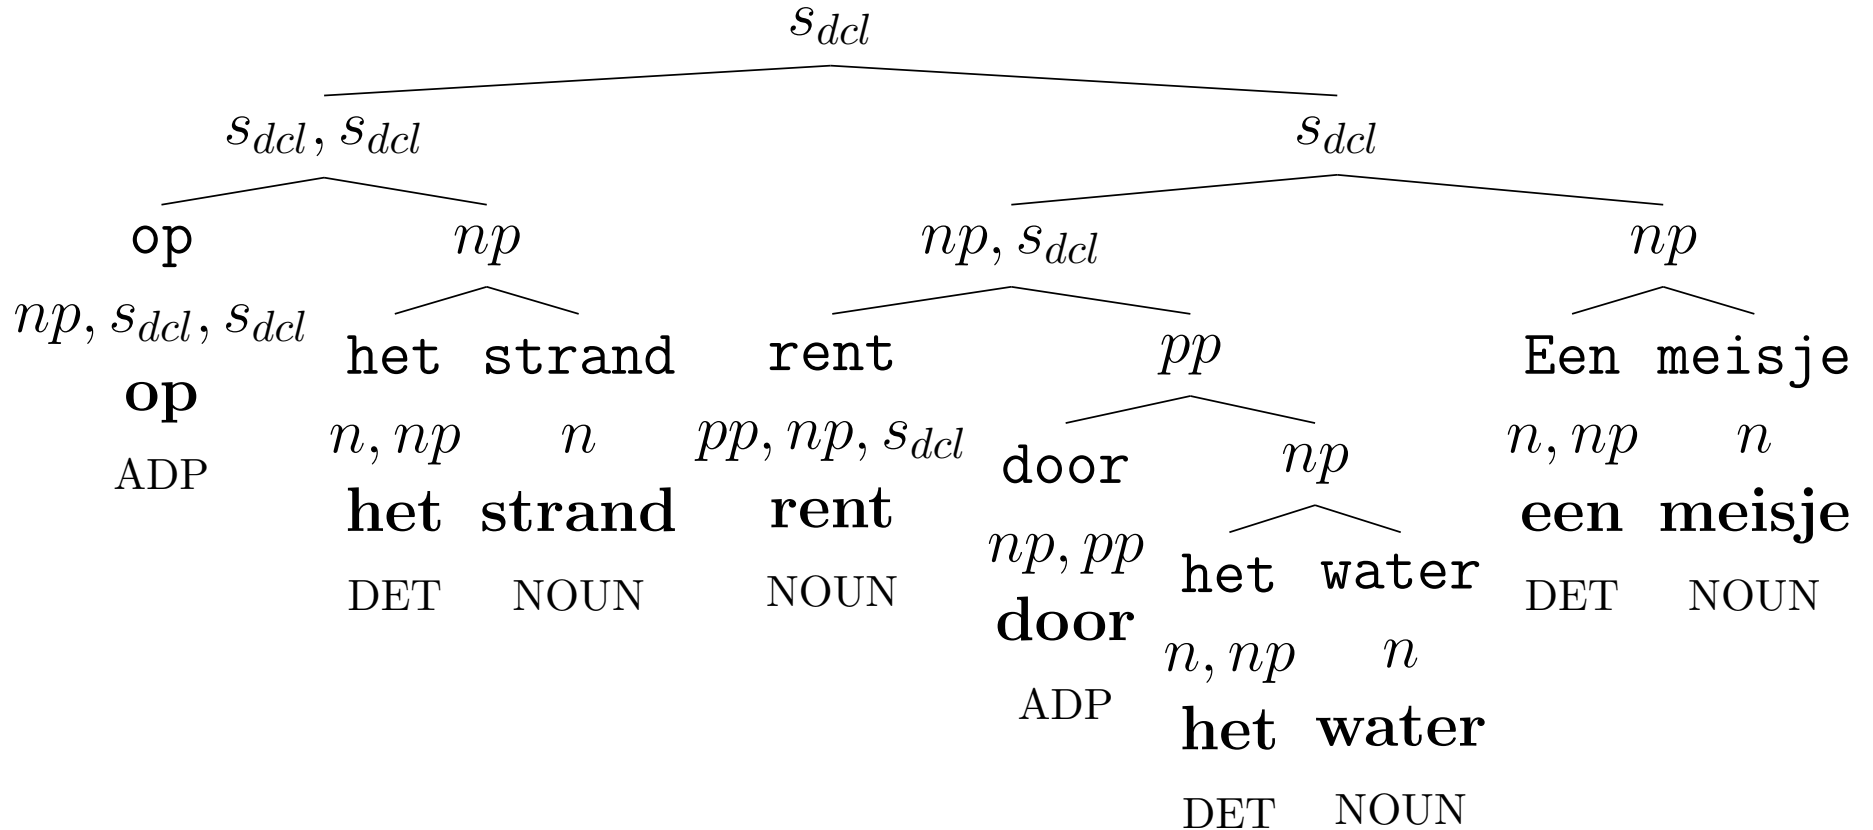 s_dcl
s_dcl, s_dcl s_dcl
op np np, s_dcl np
np, s_dcl, s_dcl het strand rent pp Een meisje
op n, np n pp, np, s_dcl door np n, np n
ADP het strand rent np, pp het water een meisje
DET NOUN NOUN door n, np n DET NOUN
ADP het water
DET NOUN